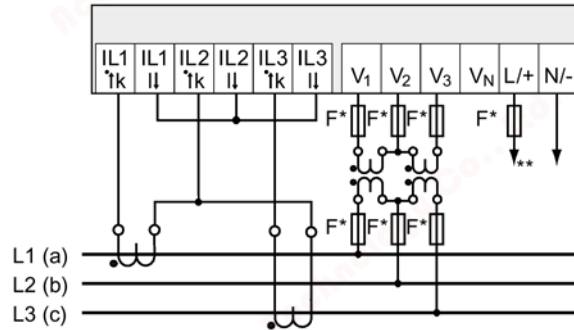 IL1 IL1 IL2 IL2 IL3 IL3 V1 V2 V3 VN L/+ N/-
k l k l k l
F* F* F* F*
**
F* F* F*
L1 (a)
L2 (b)
L3 (c)